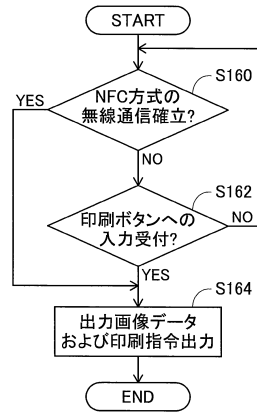 START
S160
NFC方式の
無線通信確立?
YES
NO
S162
印刷ボタンへの
入力受付?
NO
YES
S164
出力画像データ
および印刷指令出力
END